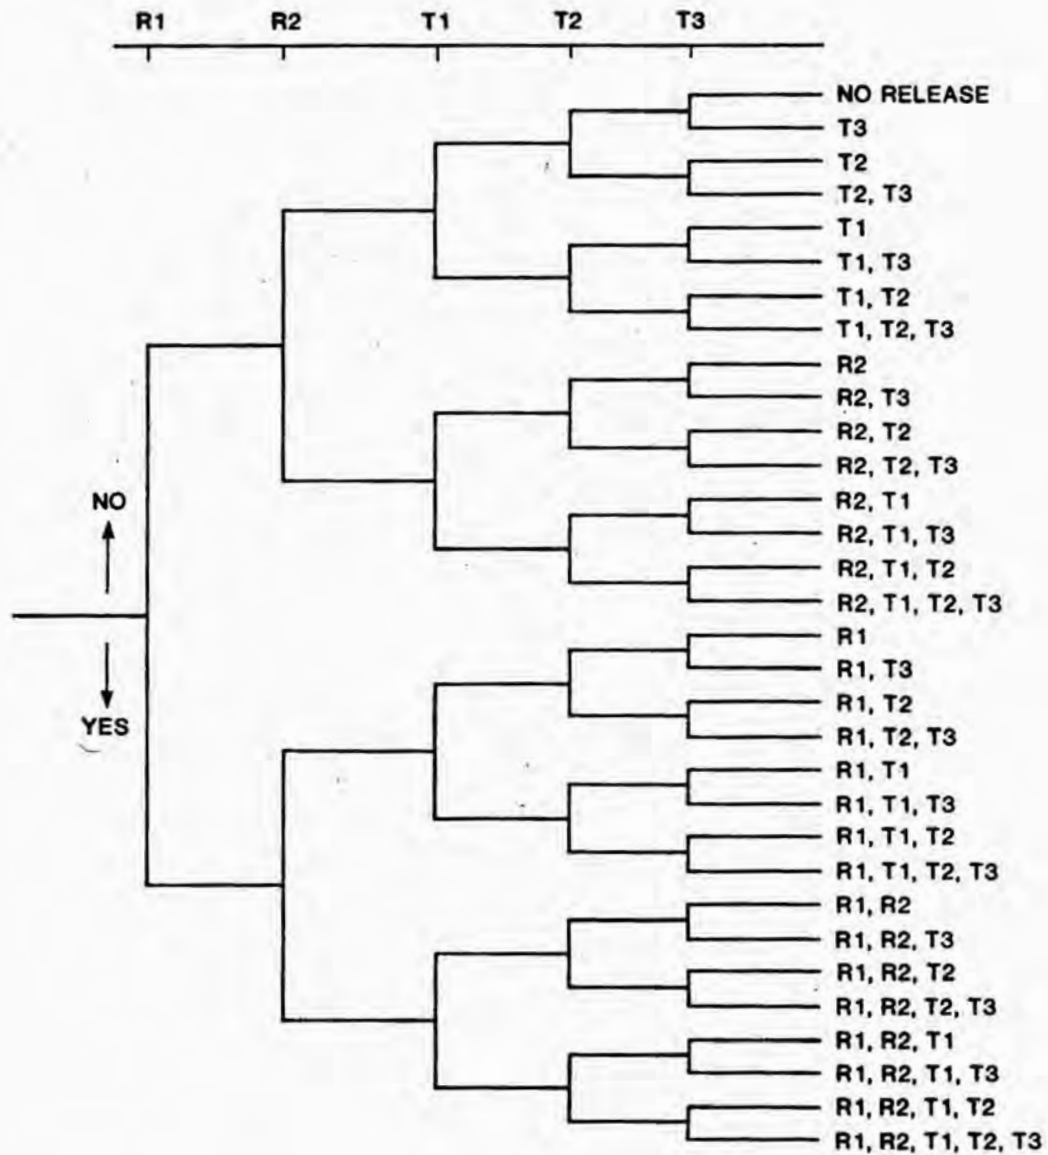 R1 R2 T1 T2 T3
NO RELEASE
T3
T2
T2, T3
T1
T1, T3
T1, T2
T1, T2, T3
R2
R2, T3
R2, T2
R2, T2, T3
NO
R2, T1
R2, T1, T3
R2, T1, T2
R2, T1, T2, T3
R1
R1, T3
R1, T2
YES
R1, T2, T3
R1, T1
R1, T1, T3
R1, T1, T2
R1, T1, T2, T3
R1, R2
R1, R2, T3
R1, R2, T2
R1, R2, T2, T3
R1, R2, T1
R1, R2, T1, T3
R1, R2, T1, T2
R1, R2, T1, T2, T3